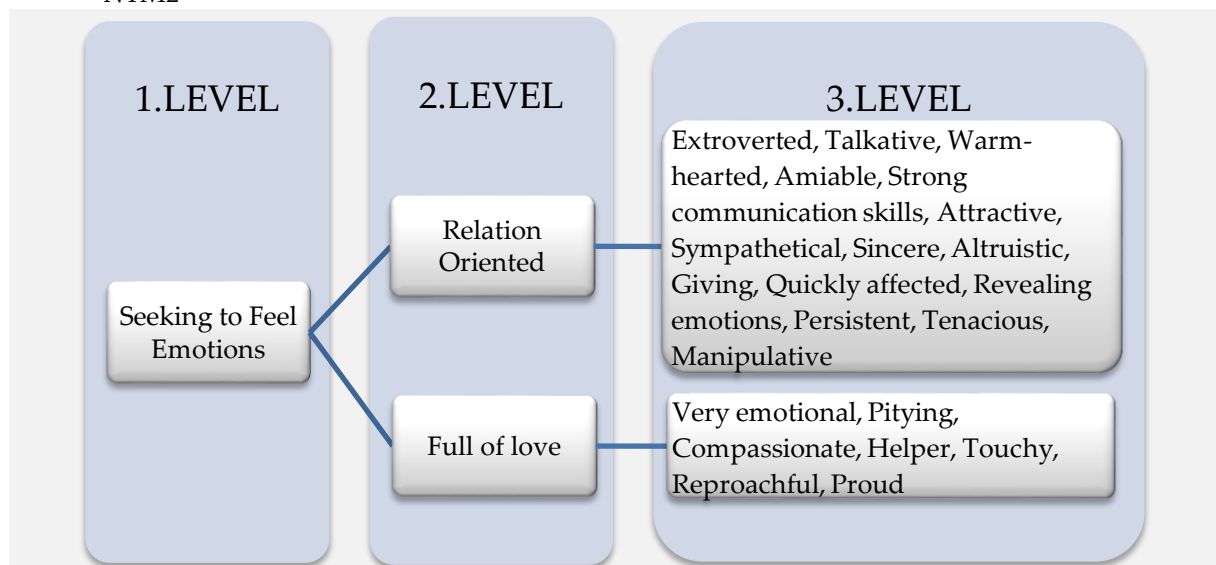 1.LEVEL
2.LEVEL
3.LEVEL
Seeking to Feel
Emotions
Relation
Oriented
Full of love
Extroverted, Talkative, Warm-
hearted, Amiable, Strong
communication skills, Attractive,
Sympathetical, Sincere, Altruistic,
Giving, Quickly affected, Revealing
emotions, Persistent, Tenacious,
Manipulative
Very emotional, Pitying,
Compassionate, Helper, Touchy,
Reproachful, Proud